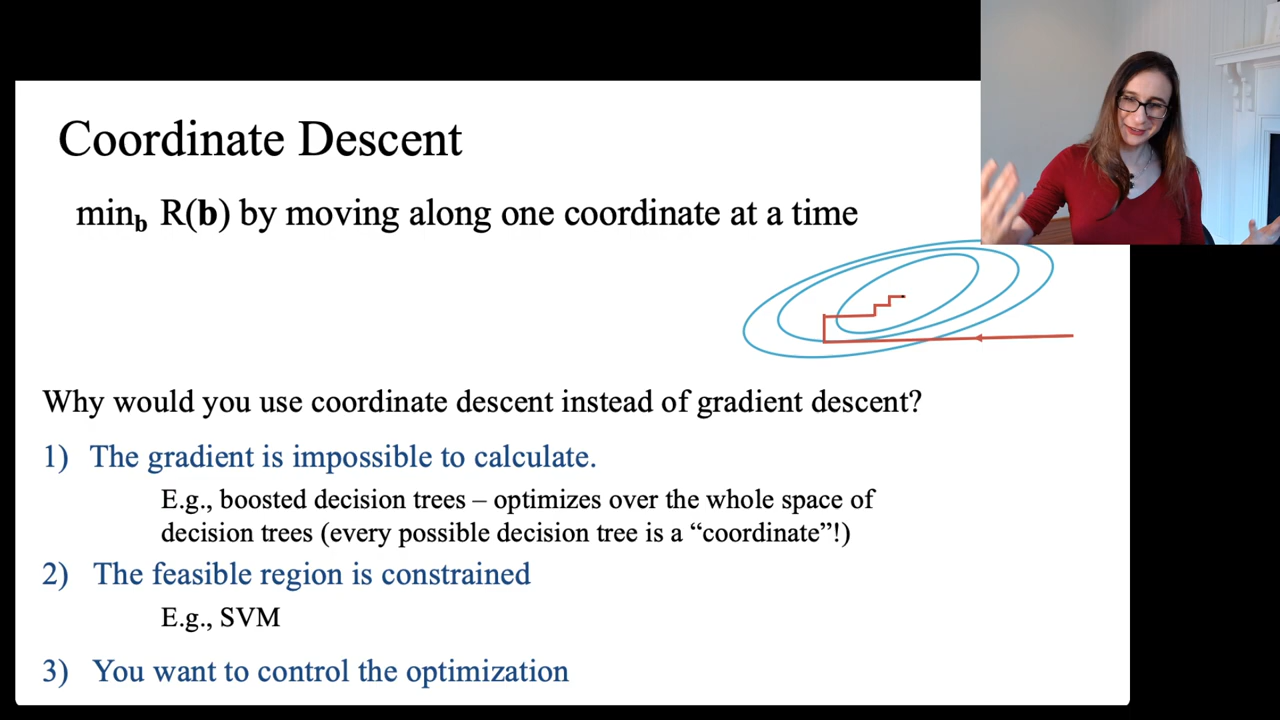 Coordinate Descent
min_b R(b) by moving along one coordinate at a time
Why would you use coordinate descent instead of gradient descent?
1) The gradient is impossible to calculate.
E.g., boosted decision trees – optimizes over the whole space of
decision trees (every possible decision tree is a “coordinate”!)
2) The feasible region is constrained
E.g., SVM
3) You want to control the optimization